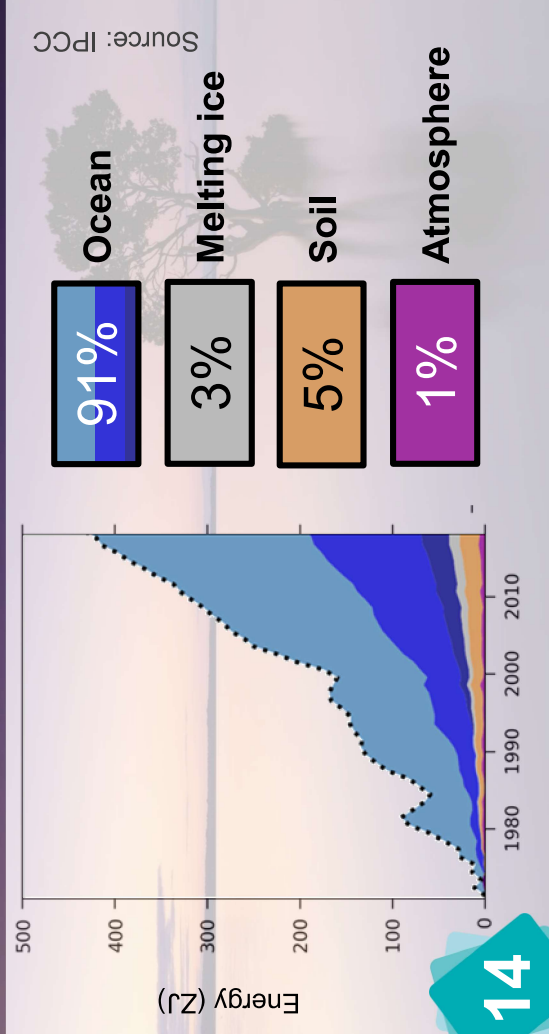 Source: IPCC
91% Ocean
3% Melting ice
5% Soil
1% Atmosphere
Energy (ZJ)
500
400
300
200
100
0
1980 1990 2000 2010
-
14